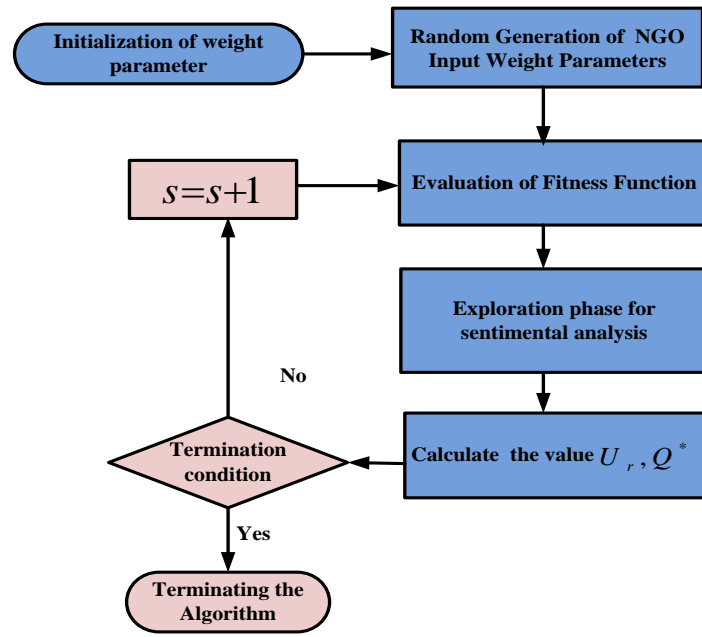 Initialization of weight
parameter
Random Generation of NGO
Input Weight Parameters
s=s+1
Evaluation of Fitness Function
Exploration phase for
sentimental analysis
No
Termination
condition
Calculate the value U_r, Q^*
Yes
Terminating the
Algorithm